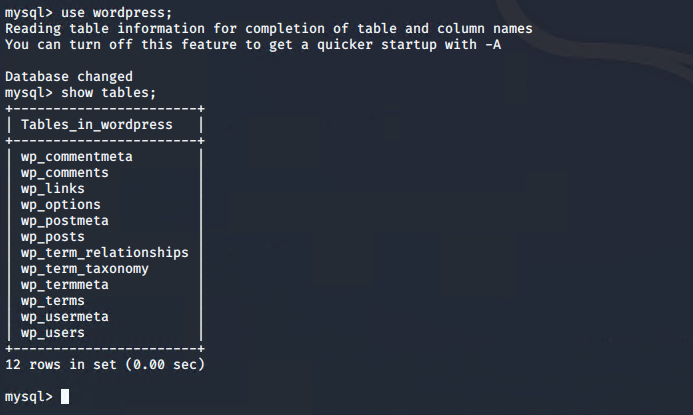 mysql> use wordpress;
Reading table information for completion of table and column names
You can turn off this feature to get a quicker startup with -A

Database changed
mysql> show tables;
+-----------------------+
| Tables_in_wordpress   |
+-----------------------+
| wp_commentmeta        |
| wp_comments           |
| wp_links              |
| wp_options            |
| wp_postmeta           |
| wp_posts              |
| wp_term_relationships |
| wp_term_taxonomy      |
| wp_termmeta           |
| wp_terms              |
| wp_usermeta           |
| wp_users              |
+-----------------------+
12 rows in set (0.00 sec)

mysql>